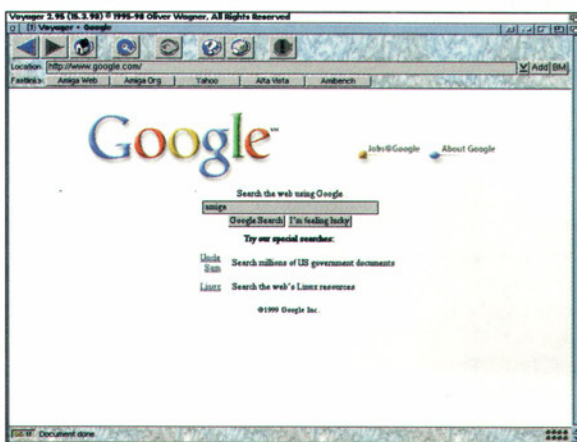 Voyager 2.95 (15.3.98) © 1995-98 Oliver Wagner, All Rights Reserved
[1] Voyager • Google
Location: http://www.google.com/ Add BM
Fastlinks: Amiga Web Amiga Org Yahoo Alta Vista Amibench
Google
Jobs@Google About Google
Search the web using Google
amiga
Google Search I'm feeling lucky
Try our special searches:
Uncle
Sam Search millions of US government documents
Linux Search the web's Linux resources
©1999 Google Inc.
Document done.